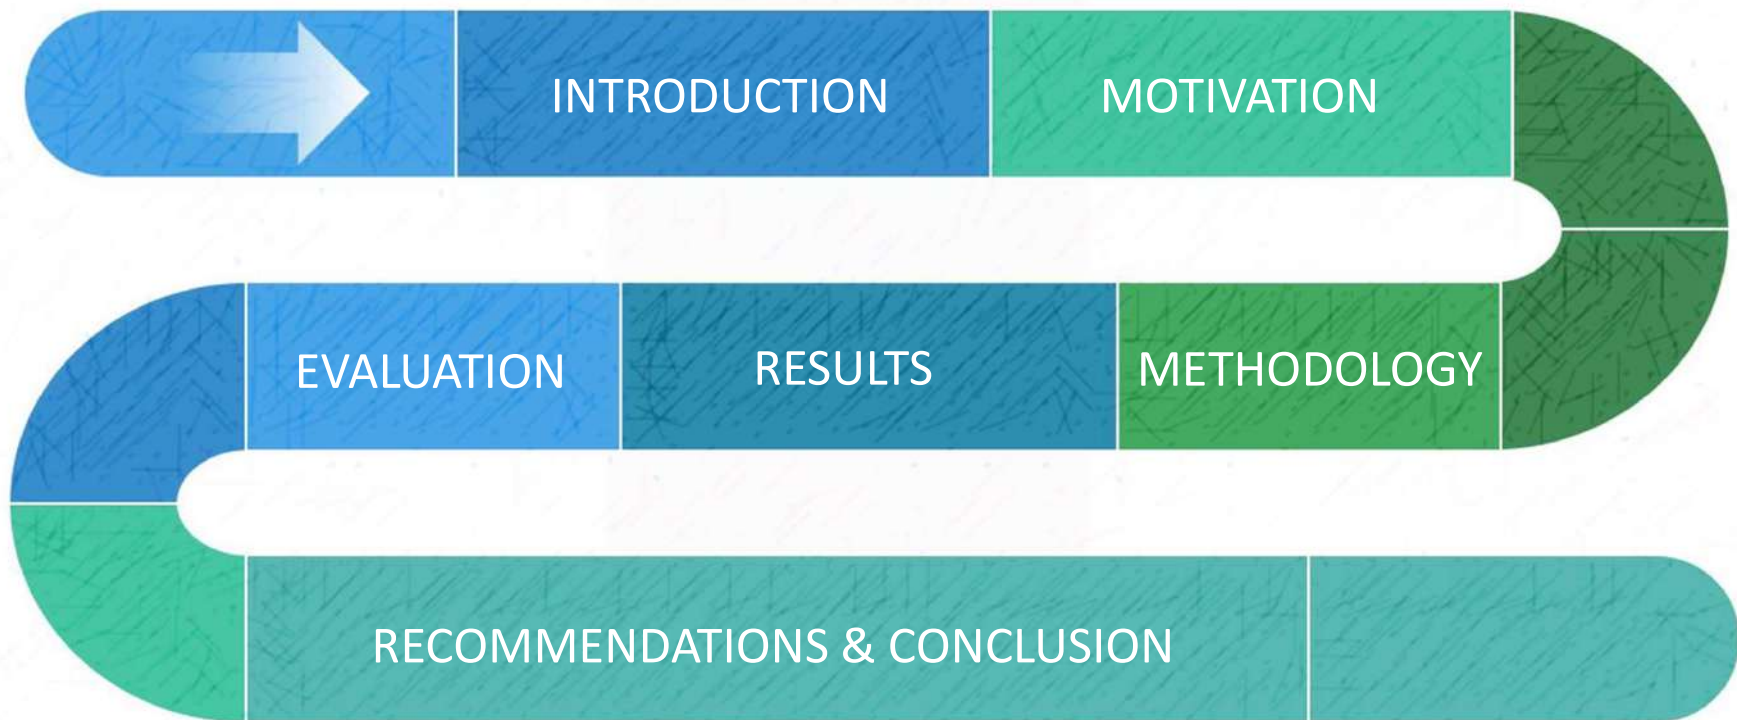 INTRODUCTION
MOTIVATION
METHODOLOGY
RESULTS
EVALUATION
RECOMMENDATIONS & CONCLUSION